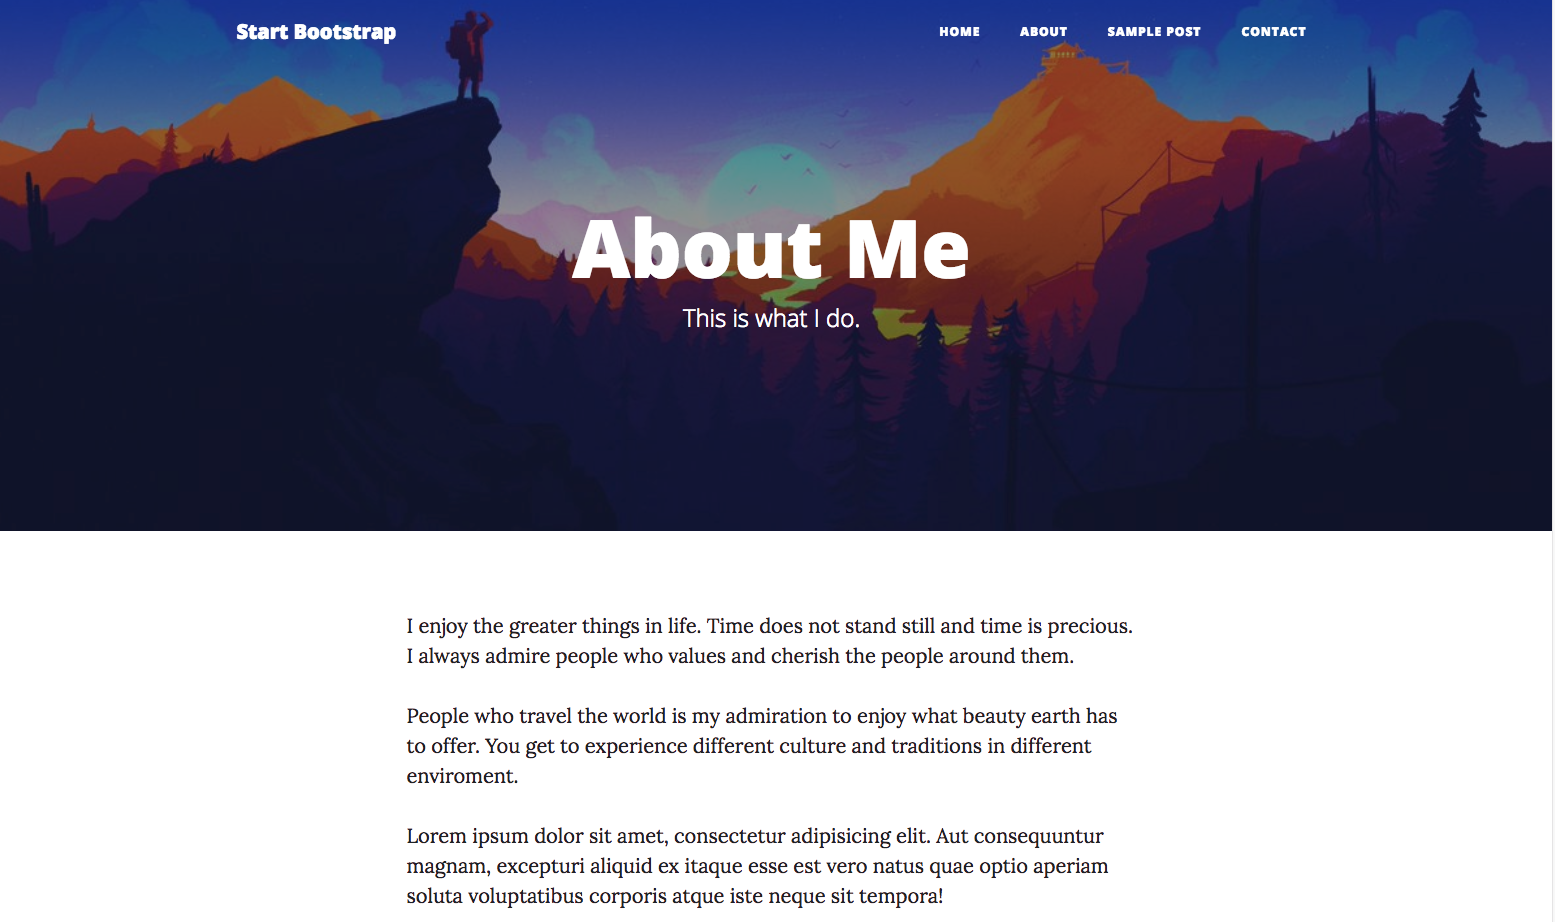 Start Bootstrap
HOME ABOUT SAMPLE POST CONTACT
About Me
This is what I do.
I enjoy the greater things in life. Time does not stand still and time is precious.
I always admire people who values and cherish the people around them.
People who travel the world is my admiration to enjoy what beauty earth has
to offer. You get to experience different culture and traditions in different
enviroment.
Lorem ipsum dolor sit amet, consectetur adipisicing elit. Aut consequuntur
magnam, excepturi aliquid ex itaque esse est vero natus quae optio aperiam
soluta voluptatibus corporis atque iste neque sit tempora!